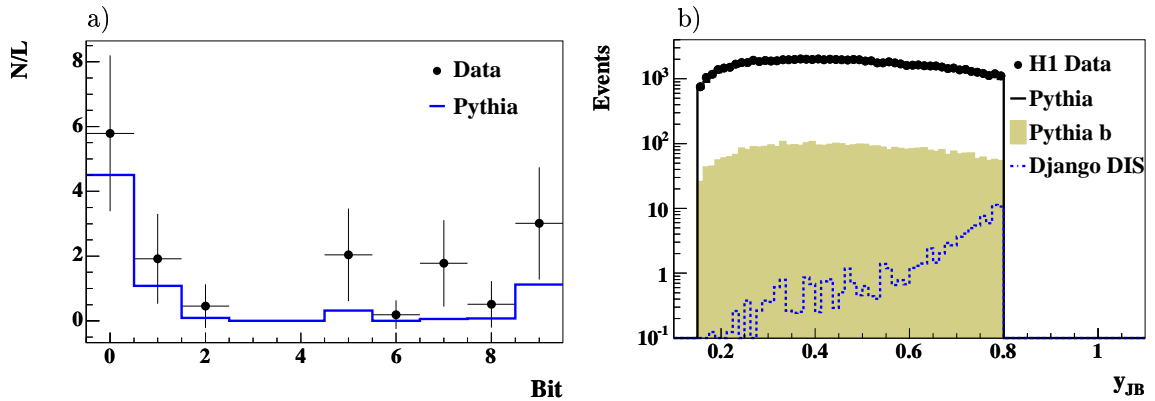 a)
N/L
8
6
4
2
0
0
2
4
6
8
Bit
Data
Pythia
b)
Events
10³
10²
10
1
10⁻¹
0.2
0.4
0.6
0.8
1
y_JB
H1 Data
Pythia
Pythia b
Django DIS